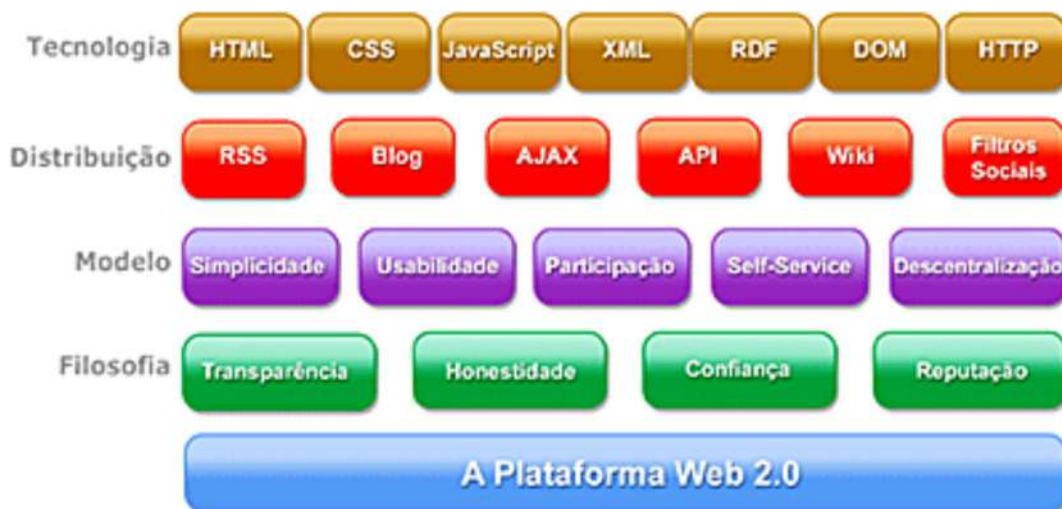 Tecnologia HTML CSS JavaScript XML RDF DOM HTTP
Distribuição RSS Blog AJAX API Wiki Filtros Sociais
Modelo Simplicidade Usabilidade Participação Self-Service Descentralização
Filosofia Transparência Honestidade Confiança Reputação
A Plataforma Web 2.0